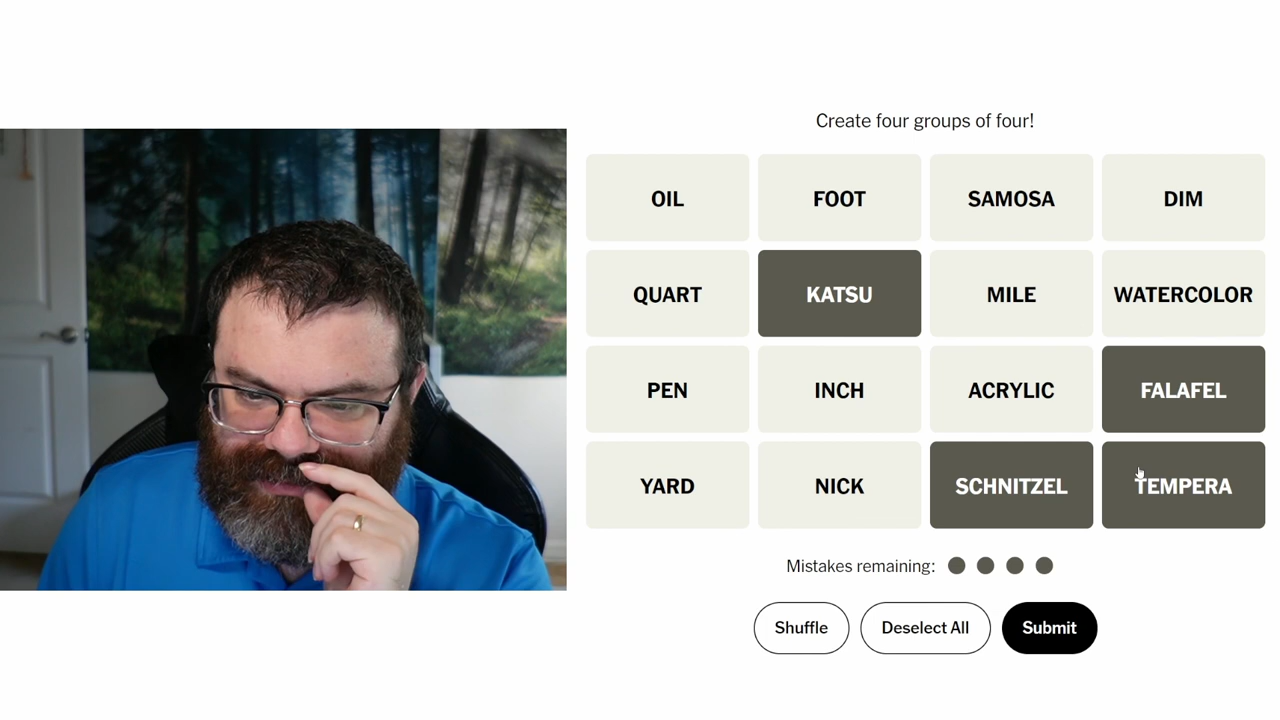 Create four groups of four!
OIL FOOT SAMOSA DIM
QUART KATSU MILE WATERCOLOR
PEN INCH ACRYLIC FALAFEL
YARD NICK SCHNITZEL TEMPERA
Mistakes remaining:
Shuffle Deselect All Submit